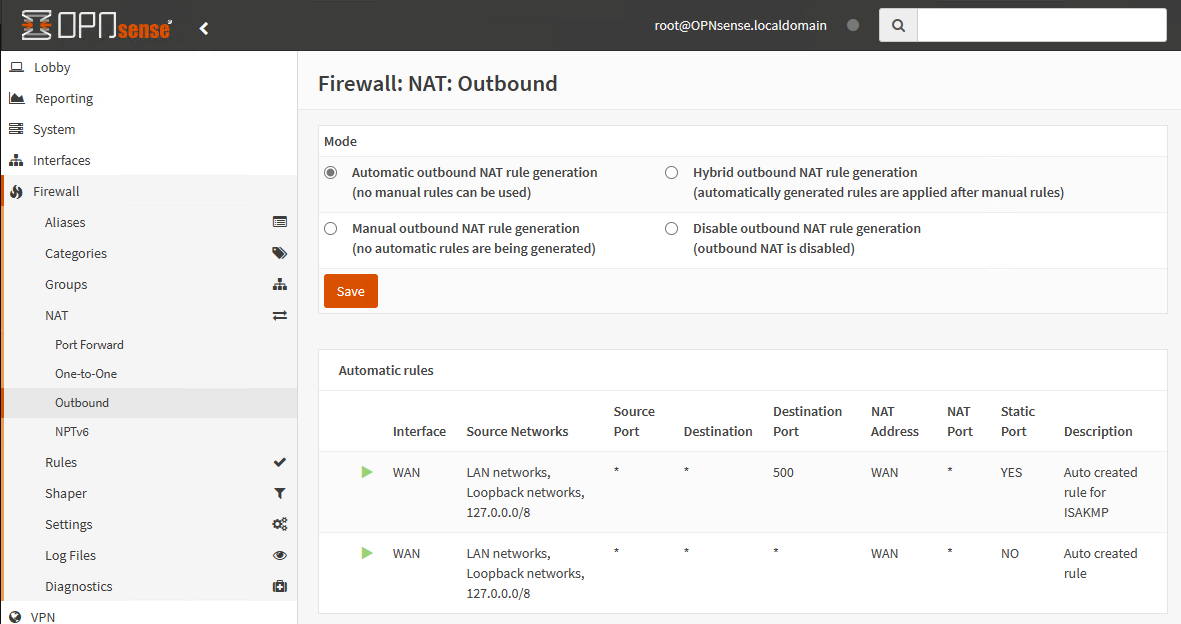 OPNsense
root@OPNsense.localdomain
Lobby
Reporting
System
Interfaces
Firewall
Aliases
Categories
Groups
NAT
Port Forward
One-to-One
Outbound
NPTv6
Rules
Shaper
Settings
Log Files
Diagnostics
VPN
Firewall: NAT: Outbound
Mode
Automatic outbound NAT rule generation
(no manual rules can be used)
Hybrid outbound NAT rule generation
(automatically generated rules are applied after manual rules)
Manual outbound NAT rule generation
(no automatic rules are being generated)
Disable outbound NAT rule generation
(outbound NAT is disabled)
Save
Automatic rules
Interface Source Networks Source Port Destination Destination Port NAT Address NAT Port Static Port Description
WAN LAN networks, * * 500 WAN * YES Auto created
Loopback networks, rule for
127.0.0.0/8 ISAKMP
WAN LAN networks, * * * WAN * NO Auto created
Loopback networks, rule
127.0.0.0/8